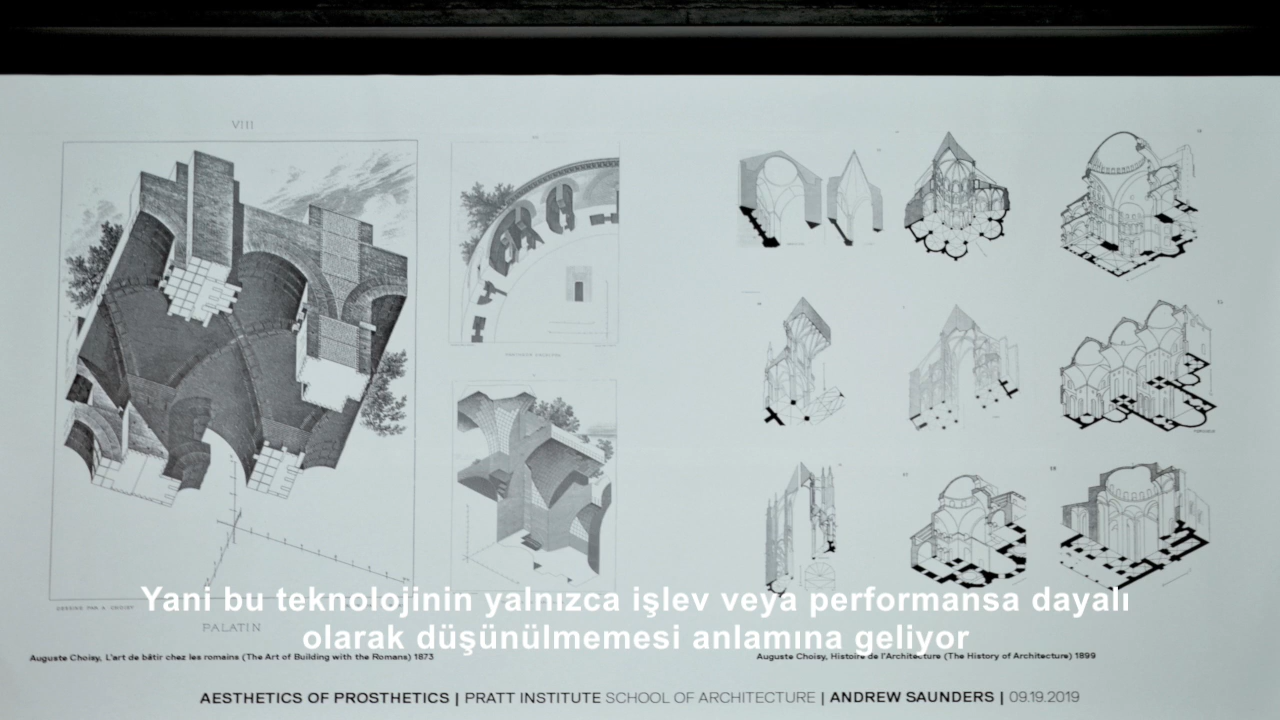 VIII
PALATIN
Yani bu teknolojinin yalnızca işlev veya performansa dayalı
olarak düşünülmemesi anlamına geliyor
Auguste Choisy, L'art de bâtir chez les romains (The Art of Building with the Romans) 1873
Auguste Choisy, Histoire de l'Architecture (The History of Architecture) 1899
AESTHETICS OF PROSTHETICS | PRATT INSTITUTE SCHOOL OF ARCHITECTURE | ANDREW SAUNDERS | 09.19.2019